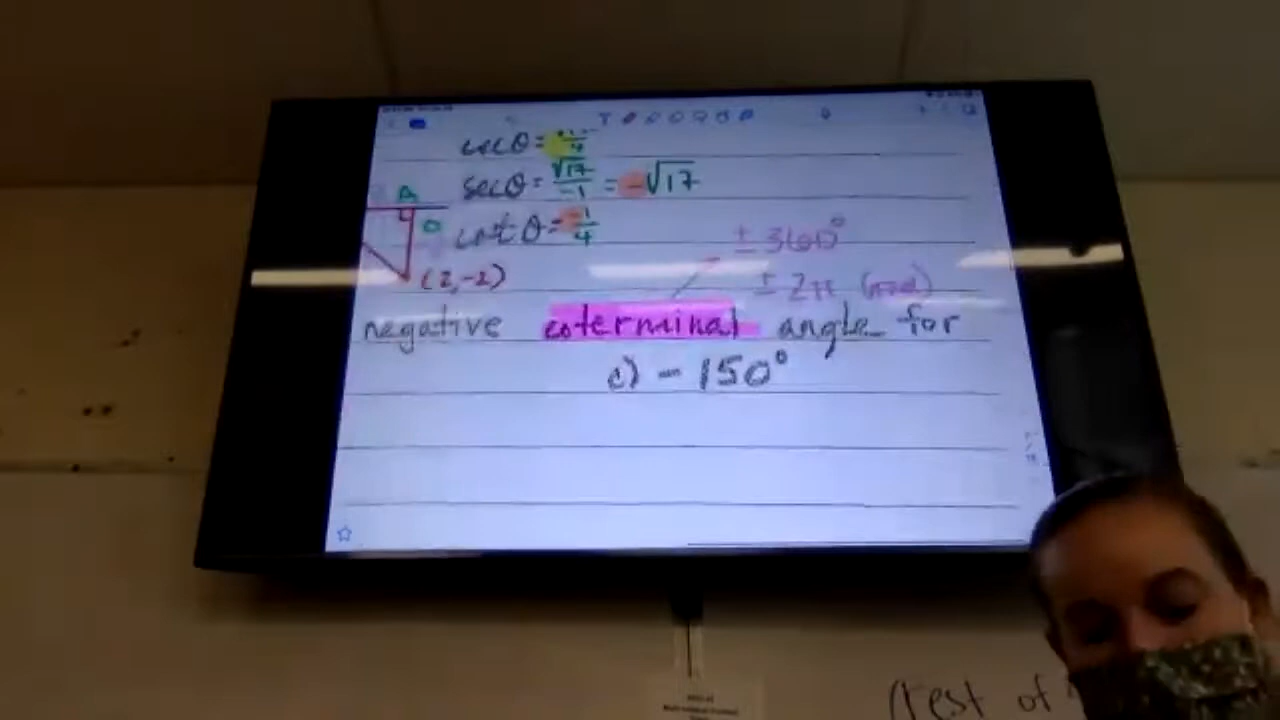 cscθ =
secθ = √17/-1 = -√17
A
O
cotθ = -1/4
± 360°
(2,-2)
± 2π (rad)
negative coterminal angle for
c) -150°
(rest of